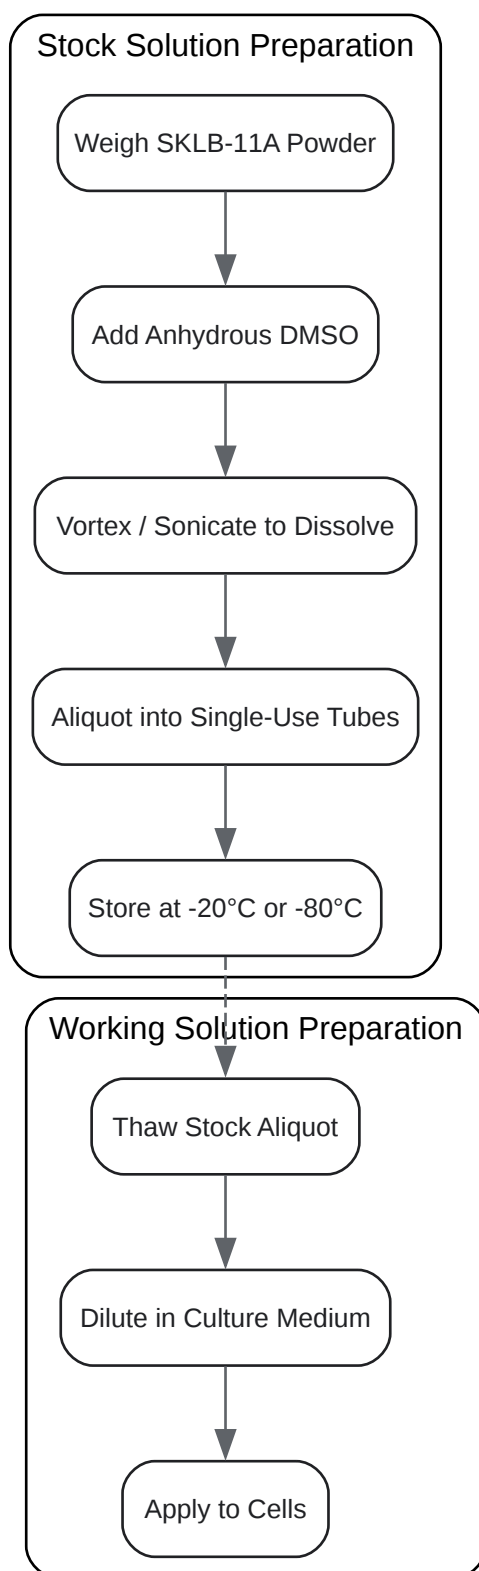 Stock Solution Preparation
Weigh SKLB-11A Powder
Add Anhydrous DMSO
Vortex / Sonicate to Dissolve
Aliquot into Single-Use Tubes
Store at -20°C or -80°C
Working Solution Preparation
Thaw Stock Aliquot
Dilute in Culture Medium
Apply to Cells